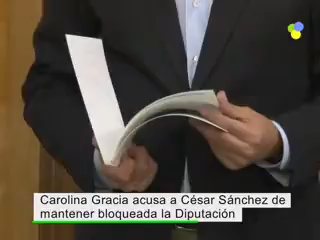 Carolina Gracia acusa a César Sánchez de
mantener bloqueada la Diputación